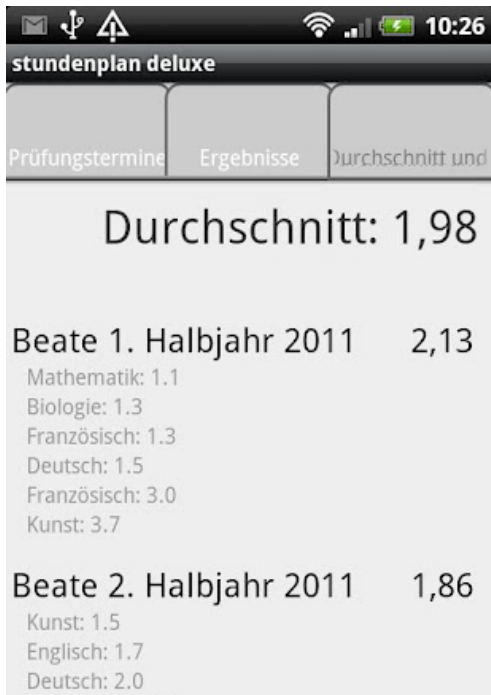 10:26
stundenplan deluxe
Prüfungstermine Ergebnisse Durchschnitt und
Durchschnitt: 1,98
Beate 1. Halbjahr 2011 2,13
Mathematik: 1.1
Biologie: 1.3
Französisch: 1.3
Deutsch: 1.5
Französisch: 3.0
Kunst: 3.7
Beate 2. Halbjahr 2011 1,86
Kunst: 1.5
Englisch: 1.7
Deutsch: 2.0